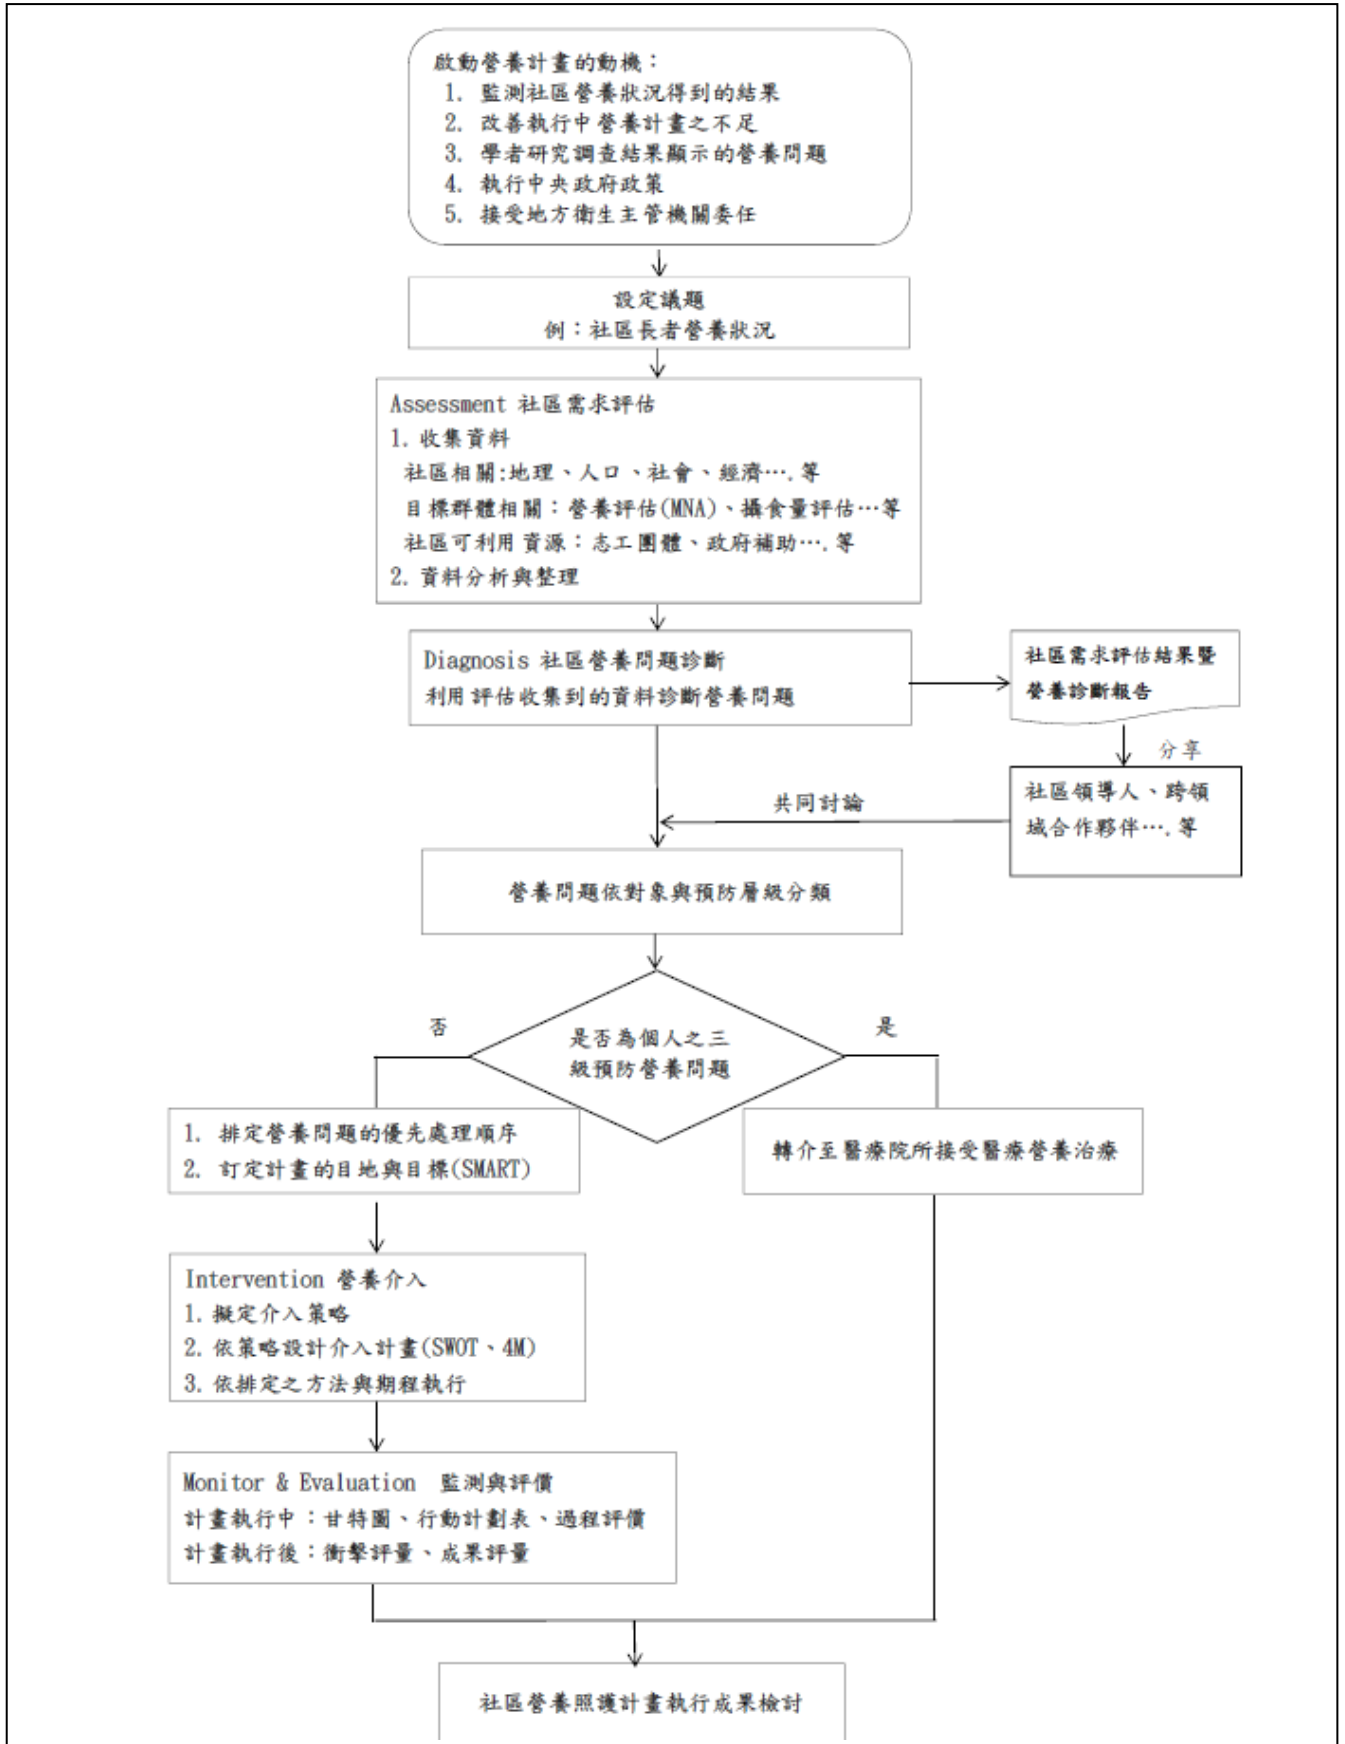 啟動營養計畫的動機：
1. 監測社區營養狀況得到的結果
2. 改善執行中營養計畫之不足
3. 學者研究調查結果顯示的營養問題
4. 執行中央政府政策
5. 接受地方衛生主管機關委任
設定議題
例：社區長者營養狀況
Assessment 社區需求評估
1. 收集資料
社區相關:地理、人口、社會、經濟….等
目標群體相關：營養評估(MNA)、攝食量評估…等
社區可利用資源：志工團體、政府補助….等
2. 資料分析與整理
Diagnosis 社區營養問題診斷
利用評估收集到的資料診斷營養問題
社區需求評估結果暨
營養診斷報告
分享
社區領導人、跨領
域合作夥伴….等
共同討論
營養問題依對象與預防層級分類
是否為個人之三
級預防營養問題
否
是
1. 排定營養問題的優先處理順序
2. 訂定計畫的目地與目標(SMART)
轉介至醫療院所接受醫療營養治療
Intervention 營養介入
1. 擬定介入策略
2. 依策略設計介入計畫(SWOT、4M)
3. 依排定之方法與期程執行
Monitor & Evaluation 監測與評價
計畫執行中：甘特圖、行動計劃表、過程評價
計畫執行後：衝擊評量、成果評量
社區營養照護計畫執行成果檢討